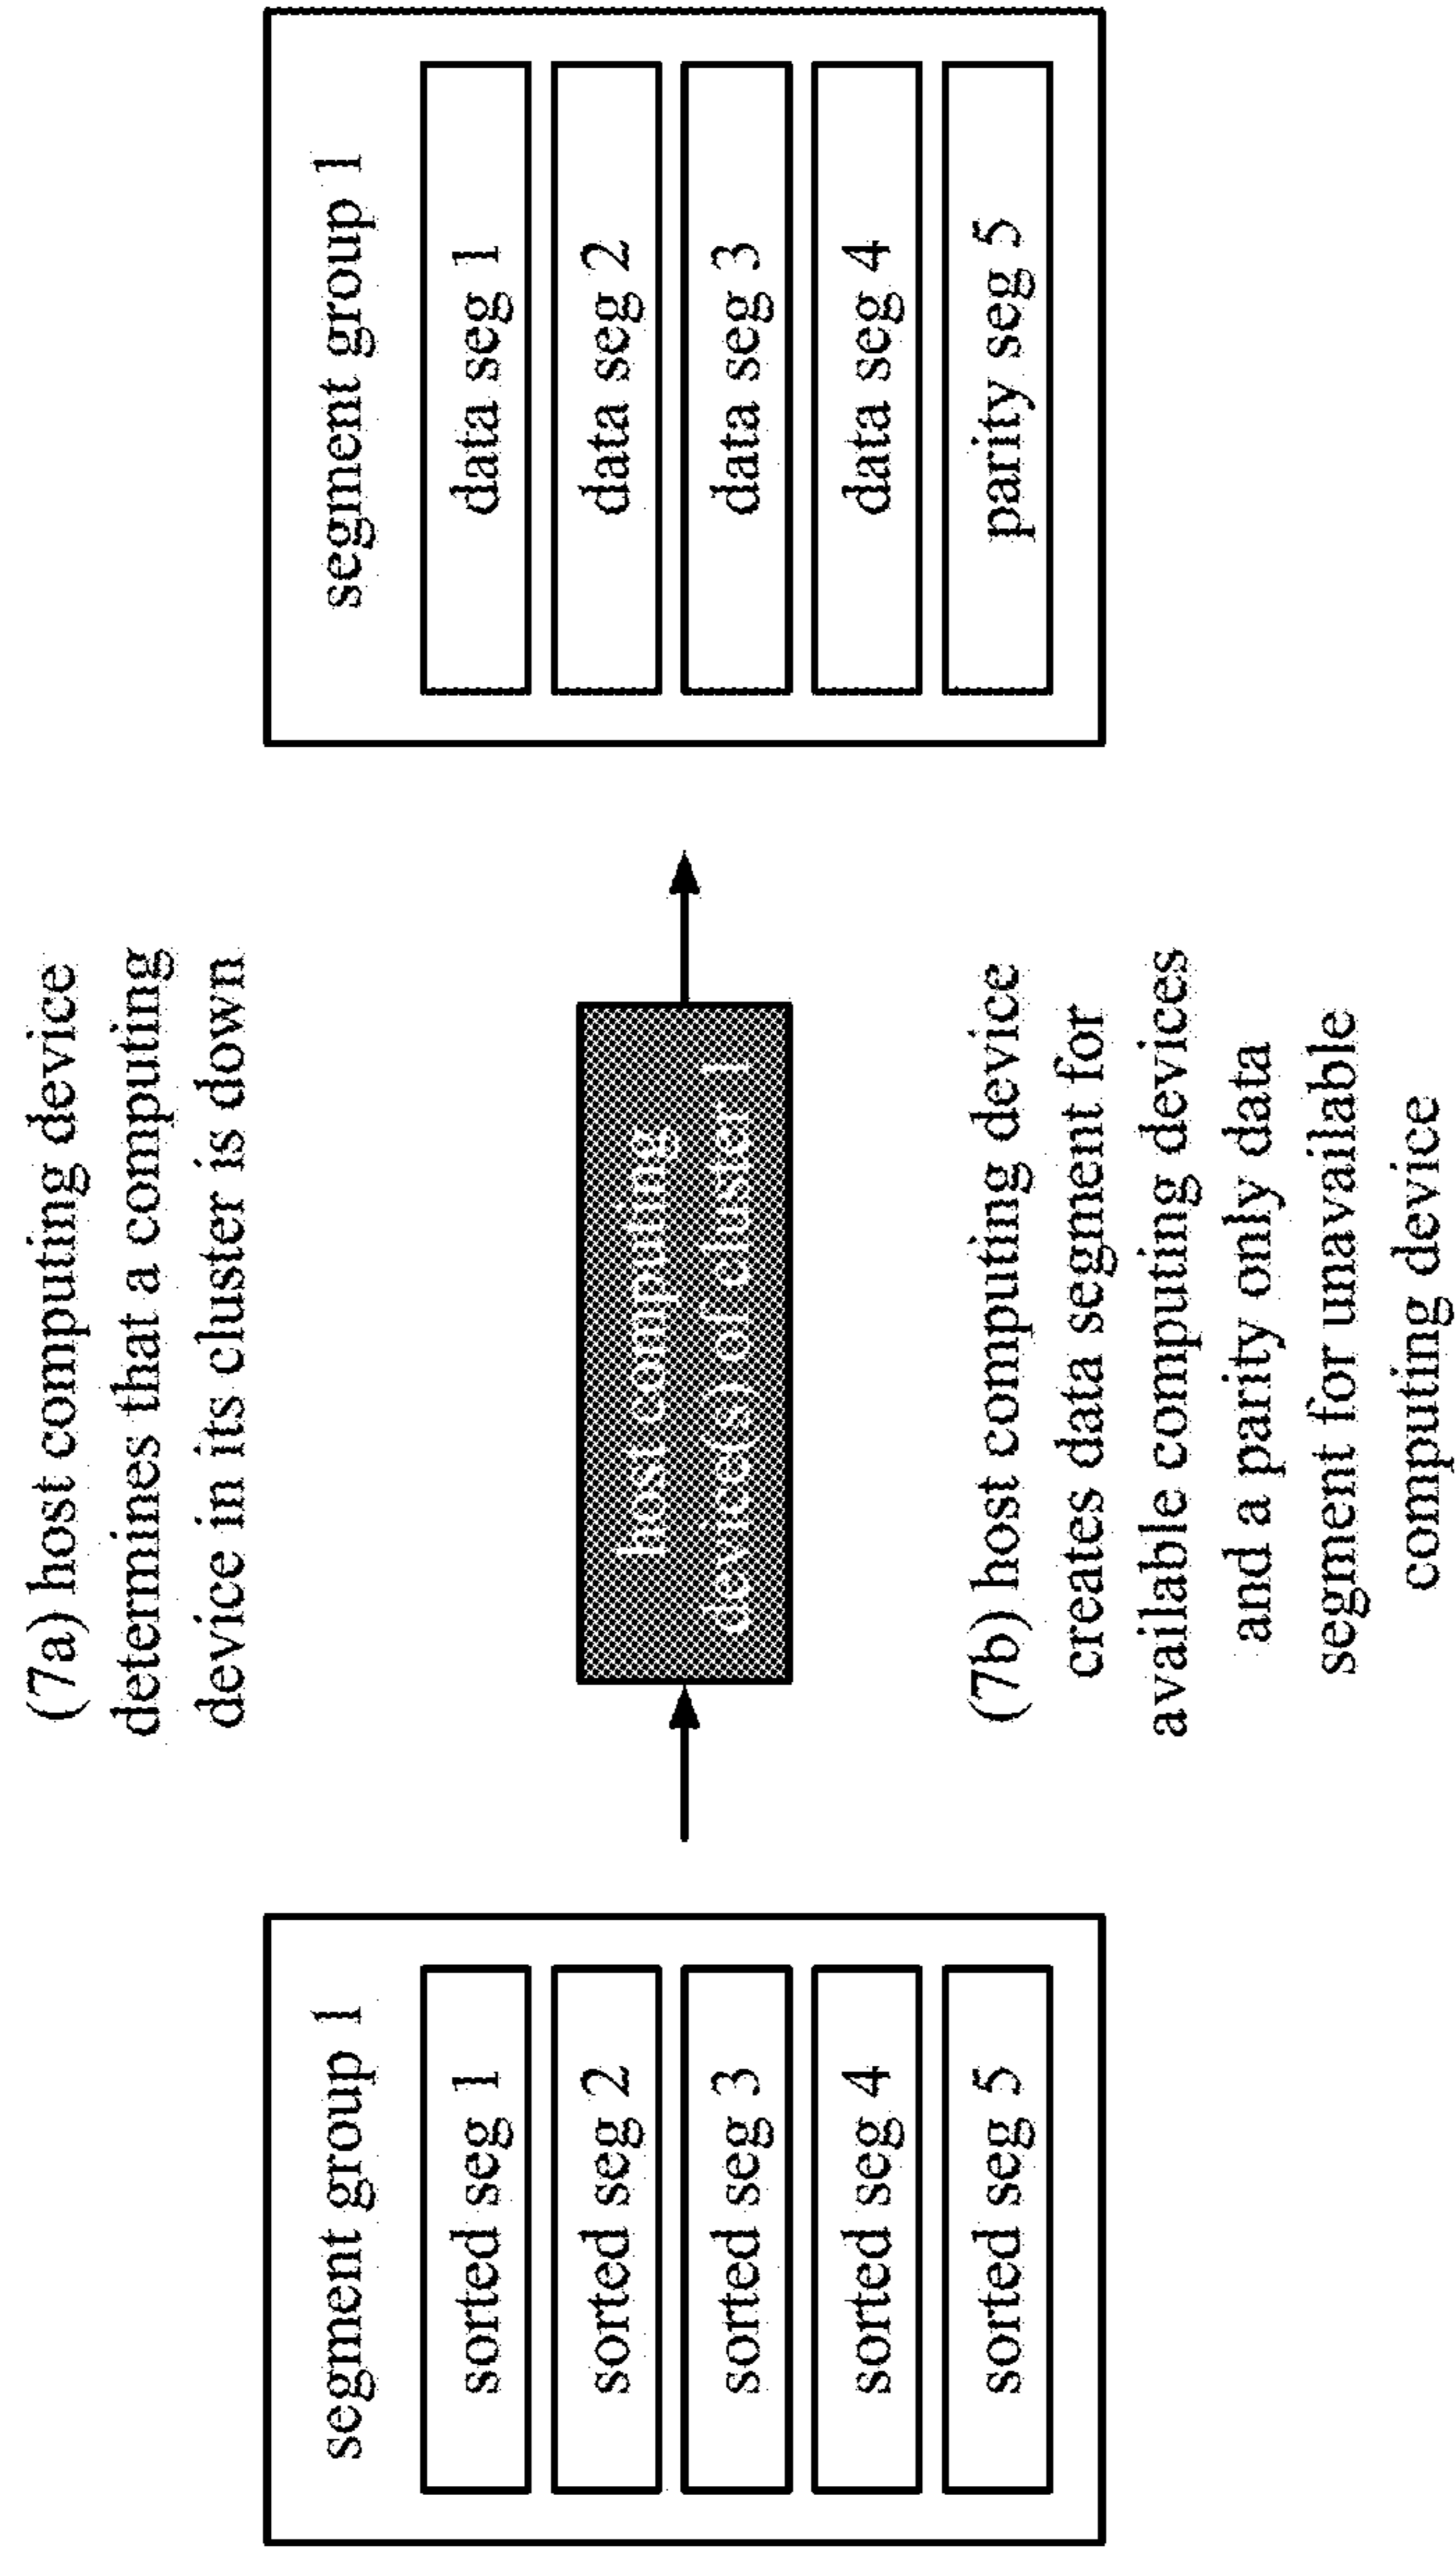 segment group 1
sorted seg 1
sorted seg 2
sorted seg 3
sorted seg 4
sorted seg 5
(7a) host computing device
determines that a computing
device in its cluster is down
host computing
device(s) of cluster 1
(7b) host computing device
creates data segment for
available computing devices
and a parity only data
segment for unavailable
computing device
segment group 1
data seg 1
data seg 2
data seg 3
data seg 4
parity seg 5